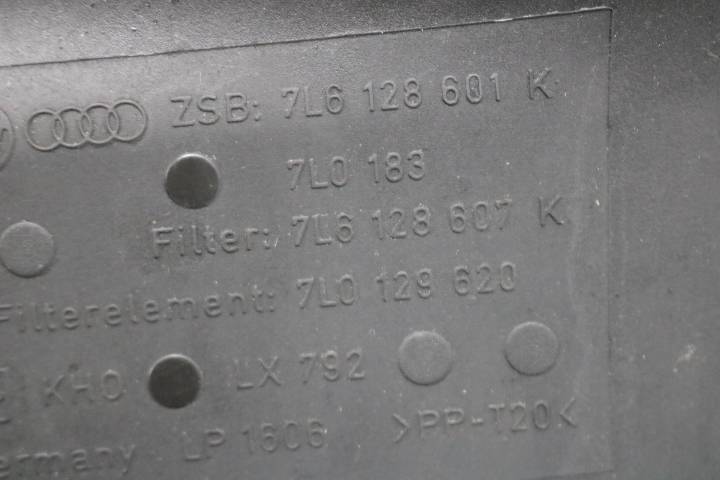 ZSB: 7L6 128 601 K
7L0 183
Filter: 7L6 128 607 K
Filterelement: 7L0 129 620
KHO LX 792
LP 1606 >PP-T20<